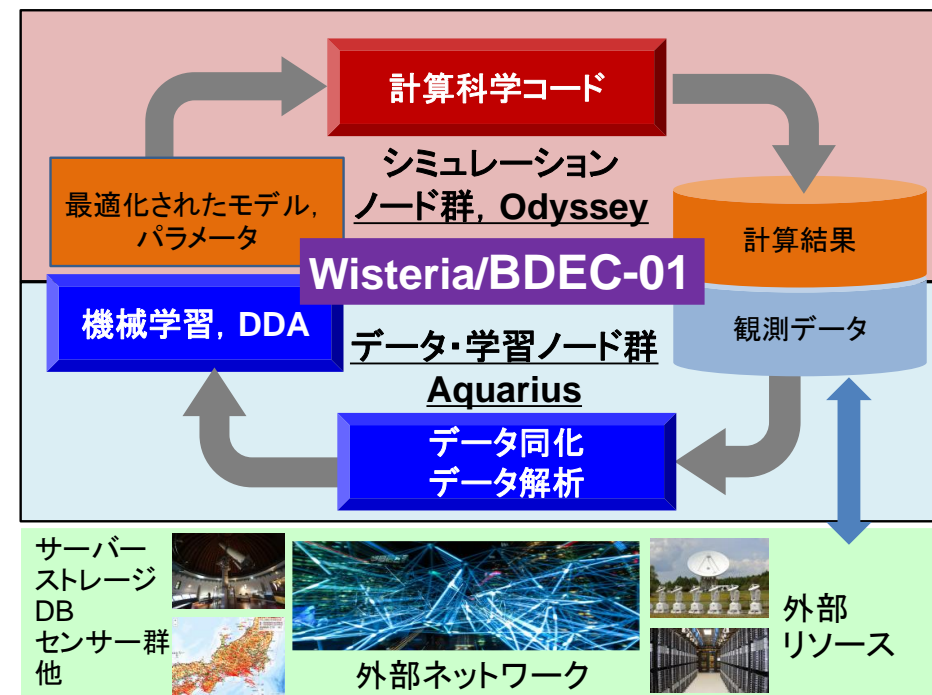 計算科学コード
シミュレーション
ノード群, Odyssey
最適化されたモデル,
パラメータ
計算結果
Wisteria/BDEC-01
機械学習, DDA
観測データ
データ・学習ノード群
Aquarius
データ同化
データ解析
サーバー
ストレージ
DB
センサー群
他
外部ネットワーク
外部
リソース